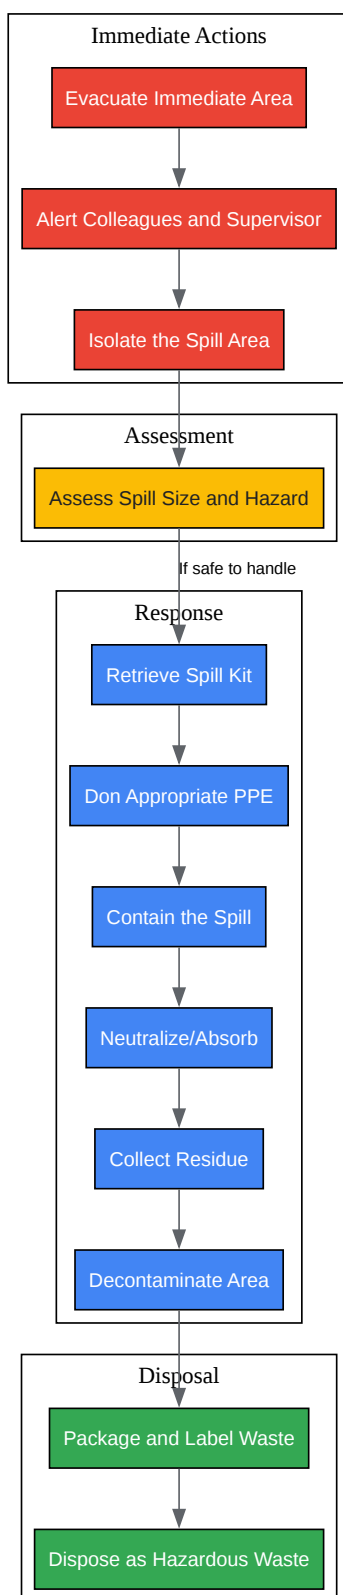 Immediate Actions
Evacuate Immediate Area
Alert Colleagues and Supervisor
Isolate the Spill Area
Assessment
Assess Spill Size and Hazard
If safe to handle
Response
Retrieve Spill Kit
Don Appropriate PPE
Contain the Spill
Neutralize/Absorb
Collect Residue
Decontaminate Area
Disposal
Package and Label Waste
Dispose as Hazardous Waste